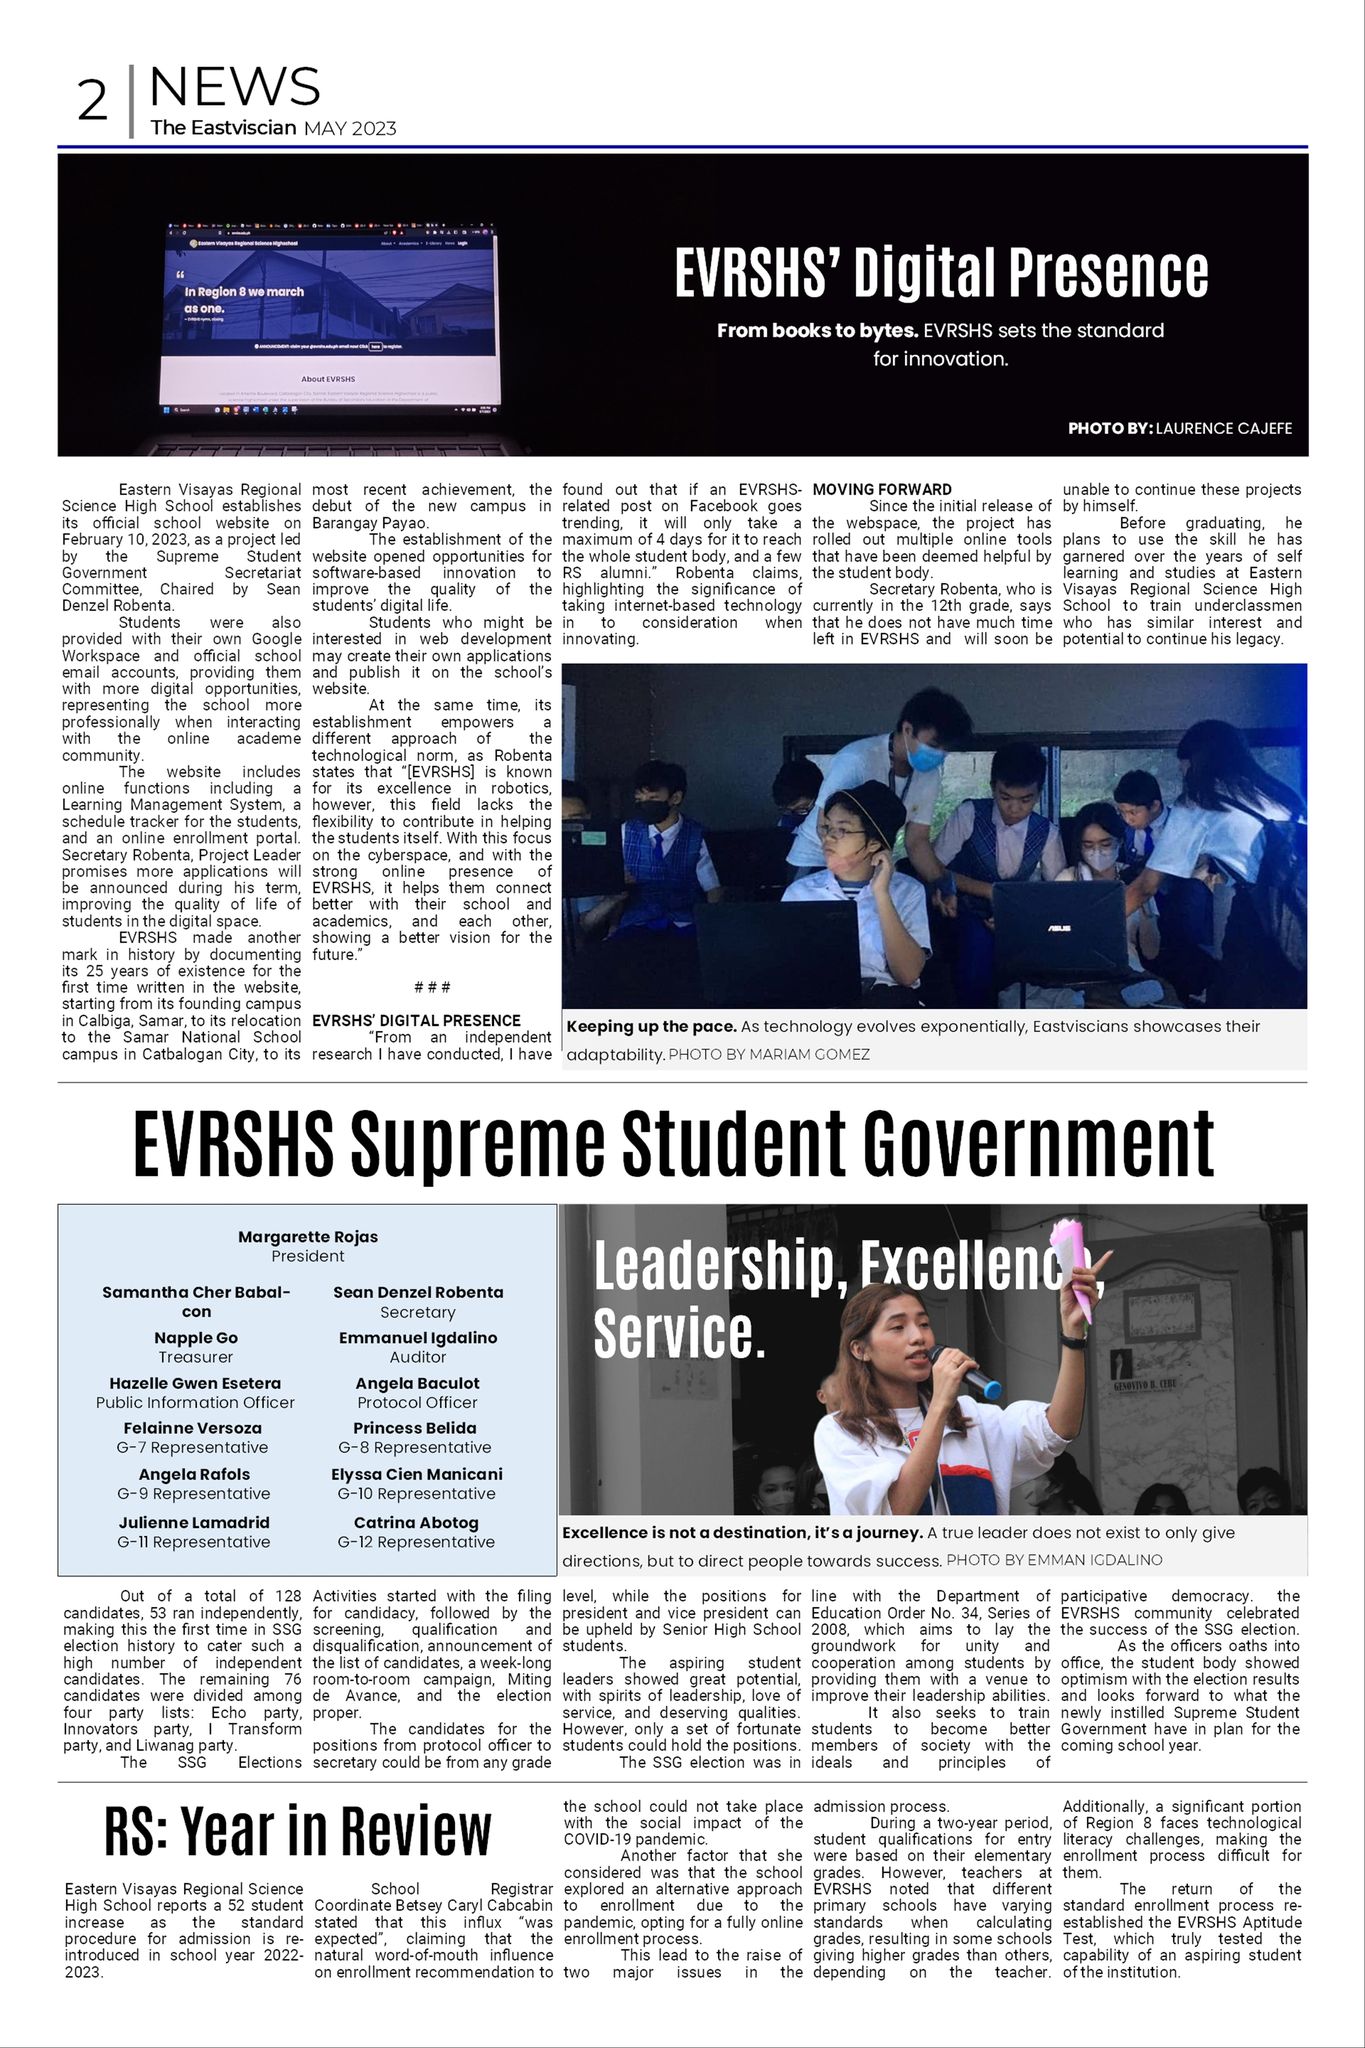 2
NEWS
The Eastviscian MAY 2023
Eastern Visayas Regional Science Highschool
About
Academics
E-Library
News
Login
“
In Region 8 we march
as one.
About EVRSHS
EVRSHS’ Digital Presence
From books to bytes. EVRSHS sets the standard
for innovation.
PHOTO BY: LAURENCE CAJEFE
Eastern Visayas Regional
Science High School establishes
its official school website on
February 10, 2023, as a project led
by the Supreme Student
Government Secretariat
Committee, Chaired by Sean
Denzel Robenta.
Students were also
provided with their own Google
Workspace and official school
email accounts, providing them
with more digital opportunities,
representing the school more
professionally when interacting
with the online academe
community.
The website includes
online functions including a
Learning Management System, a
schedule tracker for the students,
and an online enrollment portal.
Secretary Robenta, Project Leader
promises more applications will
be announced during his term,
improving the quality of life of
students in the digital space.
EVRSHS made another
mark in history by documenting
its 25 years of existence for the
first time written in the website,
starting from its founding campus
in Calbiga, Samar, to its relocation
to the Samar National School
campus in Catbalogan City, to its
most recent achievement, the
debut of the new campus in
Barangay Payao.
The establishment of the
website opened opportunities for
software-based innovation to
improve the quality of the
students’ digital life.
Students who might be
interested in web development
may create their own applications
and publish it on the school’s
website.
At the same time, its
establishment empowers a
different approach of the
technological norm, as Robenta
states that “[EVRSHS] is known
for its excellence in robotics,
however, this field lacks the
flexibility to contribute in helping
the students itself. With this focus
on the cyberspace, and with the
strong online presence of
EVRSHS, it helps them connect
better with their school and
academics, and each other,
showing a better vision for the
future.”
# # #
EVRSHS’ DIGITAL PRESENCE
“From an independent
research I have conducted, I have
found out that if an EVRSHS-
related post on Facebook goes
trending, it will only take a
maximum of 4 days for it to reach
the whole student body, and a few
RS alumni.” Robenta claims,
highlighting the significance of
taking internet-based technology
in to consideration when
innovating.
MOVING FORWARD
Since the initial release of
the webspace, the project has
rolled out multiple online tools
that have been deemed helpful by
the student body.
Secretary Robenta, who is
currently in the 12th grade, says
that he does not have much time
left in EVRSHS and will soon be
unable to continue these projects
by himself.
Before graduating, he
plans to use the skill he has
garnered over the years of self
learning and studies at Eastern
Visayas Regional Science High
School to train underclassmen
who has similar interest and
potential to continue his legacy.
ASUS
Keeping up the pace. As technology evolves exponentially, Eastviscians showcases their
adaptability. PHOTO BY MARIAM GOMEZ
EVRSHS Supreme Student Government
Margarette Rojas
President
Samantha Cher Babal-
con
Sean Denzel Robenta
Secretary
Napple Go
Treasurer
Emmanuel Igdalino
Auditor
Hazelle Gwen Esetera
Public Information Officer
Angela Baculot
Protocol Officer
Felainne Versoza
G-7 Representative
Princess Belida
G-8 Representative
Angela Rafols
G-9 Representative
Elyssa Cien Manicani
G-10 Representative
Julienne Lamadrid
G-11 Representative
Catrina Abotog
G-12 Representative
Leadership, Excellence,
Service.
GENOVIVO B. CEBU
Excellence is not a destination, it’s a journey. A true leader does not exist to only give
directions, but to direct people towards success. PHOTO BY EMMAN IGDALINO
Out of a total of 128
candidates, 53 ran independently,
making this the first time in SSG
election history to cater such a
high number of independent
candidates. The remaining 76
candidates were divided among
four party lists: Echo party,
Innovators party, I Transform
party, and Liwanag party.
The SSG Elections
Activities started with the filing
for candidacy, followed by the
screening, qualification and
disqualification, announcement of
the list of candidates, a week-long
room-to-room campaign, Miting
de Avance, and the election
proper.
The candidates for the
positions from protocol officer to
secretary could be from any grade
level, while the positions for
president and vice president can
be upheld by Senior High School
students.
The aspiring student
leaders showed great potential,
with spirits of leadership, love of
service, and deserving qualities.
However, only a set of fortunate
students could hold the positions.
The SSG election was in
line with the Department of
Education Order No. 34, Series of
2008, which aims to lay the
groundwork for unity and
cooperation among students by
providing them with a venue to
improve their leadership abilities.
It also seeks to train
students to become better
members of society with the
ideals and principles of
participative democracy. the
EVRSHS community celebrated
the success of the SSG election.
As the officers oaths into
office, the student body showed
optimism with the election results
and looks forward to what the
newly instilled Supreme Student
Government have in plan for the
coming school year.
RS: Year in Review
Eastern Visayas Regional Science
High School reports a 52 student
increase as the standard
procedure for admission is re-
introduced in school year 2022-
2023.
School Registrar
Coordinate Betsey Caryl Cabcabin
stated that this influx “was
expected”, claiming that the
natural word-of-mouth influence
on enrollment recommendation to
the school could not take place
with the social impact of the
COVID-19 pandemic.
Another factor that she
considered was that the school
explored an alternative approach
to enrollment due to the
pandemic, opting for a fully online
enrollment process.
This lead to the raise of
two major issues in the
admission process.
During a two-year period,
student qualifications for entry
were based on their elementary
grades. However, teachers at
EVRSHS noted that different
primary schools have varying
standards when calculating
grades, resulting in some schools
giving higher grades than others,
depending on the teacher.
Additionally, a significant portion
of Region 8 faces technological
literacy challenges, making the
enrollment process difficult for
them.
The return of the
standard enrollment process re-
established the EVRSHS Aptitude
Test, which truly tested the
capability of an aspiring student
of the institution.